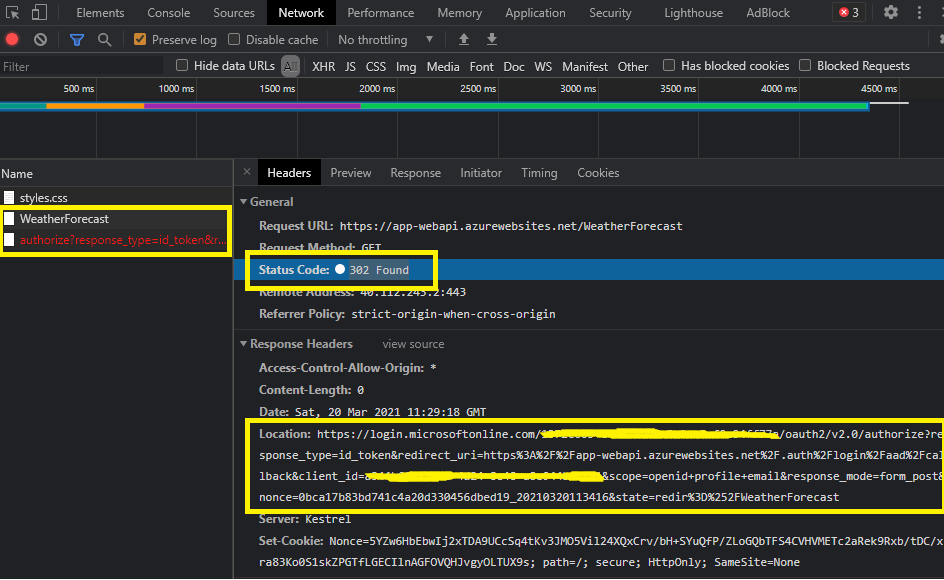 Elements Console Sources Network Performance Memory Application Security Lighthouse AdBlock 3
Preserve log Disable cache No throttling
Filter Hide data URLs All XHR JS CSS Img Media Font Doc WS Manifest Other Has blocked cookies Blocked Requests
500 ms 1000 ms 1500 ms 2000 ms 2500 ms 3000 ms 3500 ms 4000 ms 4500 ms
Name
styles.css
WeatherForecast
authorize?response_type=id_token&r...
× Headers Preview Response Initiator Timing Cookies
General
Request URL: https://app-webapi.azurewebsites.net/WeatherForecast
Request Method: GET
Status Code: 302 Found
Remote Address: 40.112.243.2:443
Referrer Policy: strict-origin-when-cross-origin
Response Headers view source
Access-Control-Allow-Origin: *
Content-Length: 0
Date: Sat, 20 Mar 2021 11:29:18 GMT
Location: https://login.microsoftonline.com/ /oauth2/v2.0/authorize?re
sponse_type=id_token&redirect_uri=https%3A%2F%2Fapp-webapi.azurewebsites.net%2F.auth%2Flogin%2Faad%2Fcal
lback&client_id= &scope=openid+profile+email&response_mode=form_post&
nonce=0bca17b83bd741c4a20d330456dbed19_20210320113416&state=redir%3D%252FWeatherForecast
Server: Kestrel
Set-Cookie: Nonce=5YZw6HbEbwIj2xTDA9UCcSq4tKv3JMO5Vil24XQxCrv/bH+SYuQfP/ZLoGQbTFS4CVHVMETc2aRek9Rxb/tDC/x
ra83Ko0S1skZPGTfLGECIlnAGFOVQHJvgyOLTUX9s; path=/; secure; HttpOnly; SameSite=None